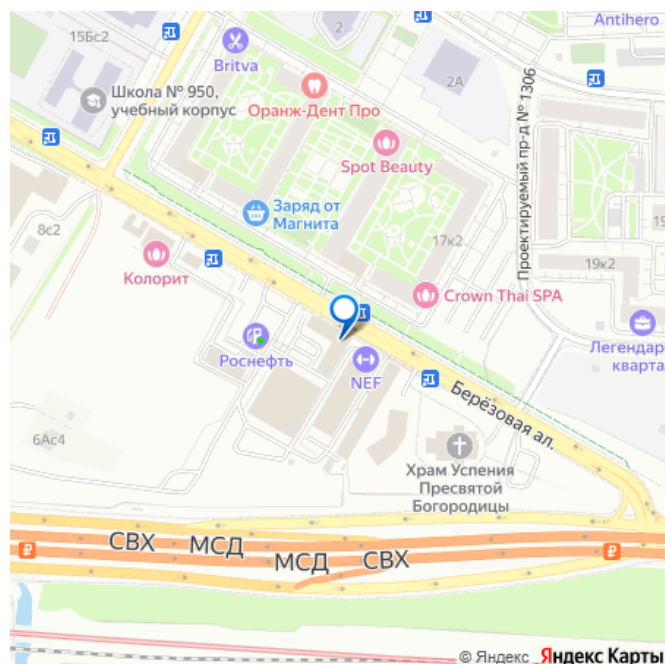 Antihero
15Бс2
2
Britva
2А
Школа № 950,
учебный корпус
Оранж-Дент Про
Проектируемый пр-д № 1306
Spot Beauty
Заряд от
Магнита
8с2
17к2
19
19к2
Колорит
Crown Thai SPA
Роснефть
NEF
Легендар
кварта
Берёзовая ал.
6Ас4
Храм Успения
Пресвятой
Богородицы
СВХ МСД МСД СВХ
© Яндекс Яндекс Карты